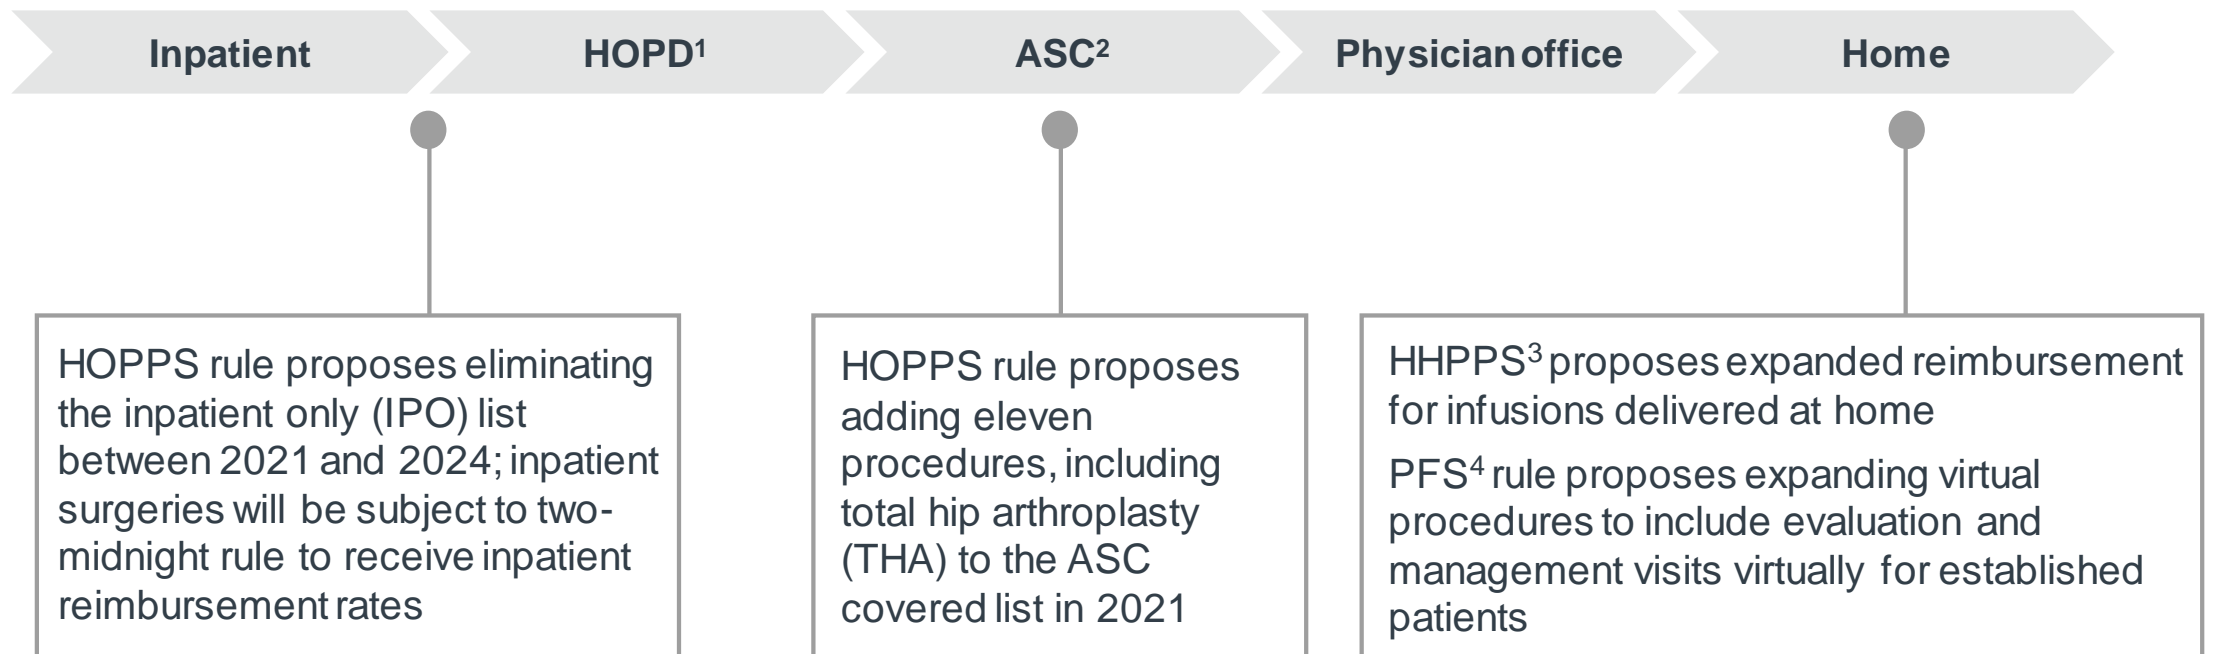 Inpatient
HOPD¹
ASC²
Physician office
Home
HOPPS rule proposes eliminating
the inpatient only (IPO) list
between 2021 and 2024; inpatient
surgeries will be subject to two-
midnight rule to receive inpatient
reimbursement rates
HOPPS rule proposes
adding eleven
procedures, including
total hip arthroplasty
(THA) to the ASC
covered list in 2021
HHPPS³ proposes expanded reimbursement
for infusions delivered at home
PFS⁴ rule proposes expanding virtual
procedures to include evaluation and
management visits virtually for established
patients